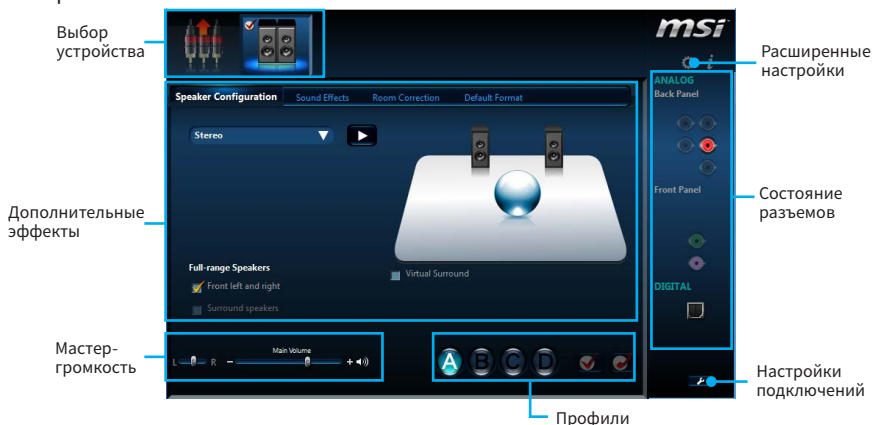 Выбор
устройства
msi
i
Расширенные
настройки
ANALOG
Back Panel
Speaker Configuration
Sound Effects
Room Correction
Default Format
Stereo
Front Panel
Состояние
разъемов
Дополнительные
эффекты
Full-range Speakers
Virtual Surround
Front left and right
Surround speakers
DIGITAL
Мастер-
громкость
Main Volume
L R - +
A B C D
Настройки
подключений
Профили